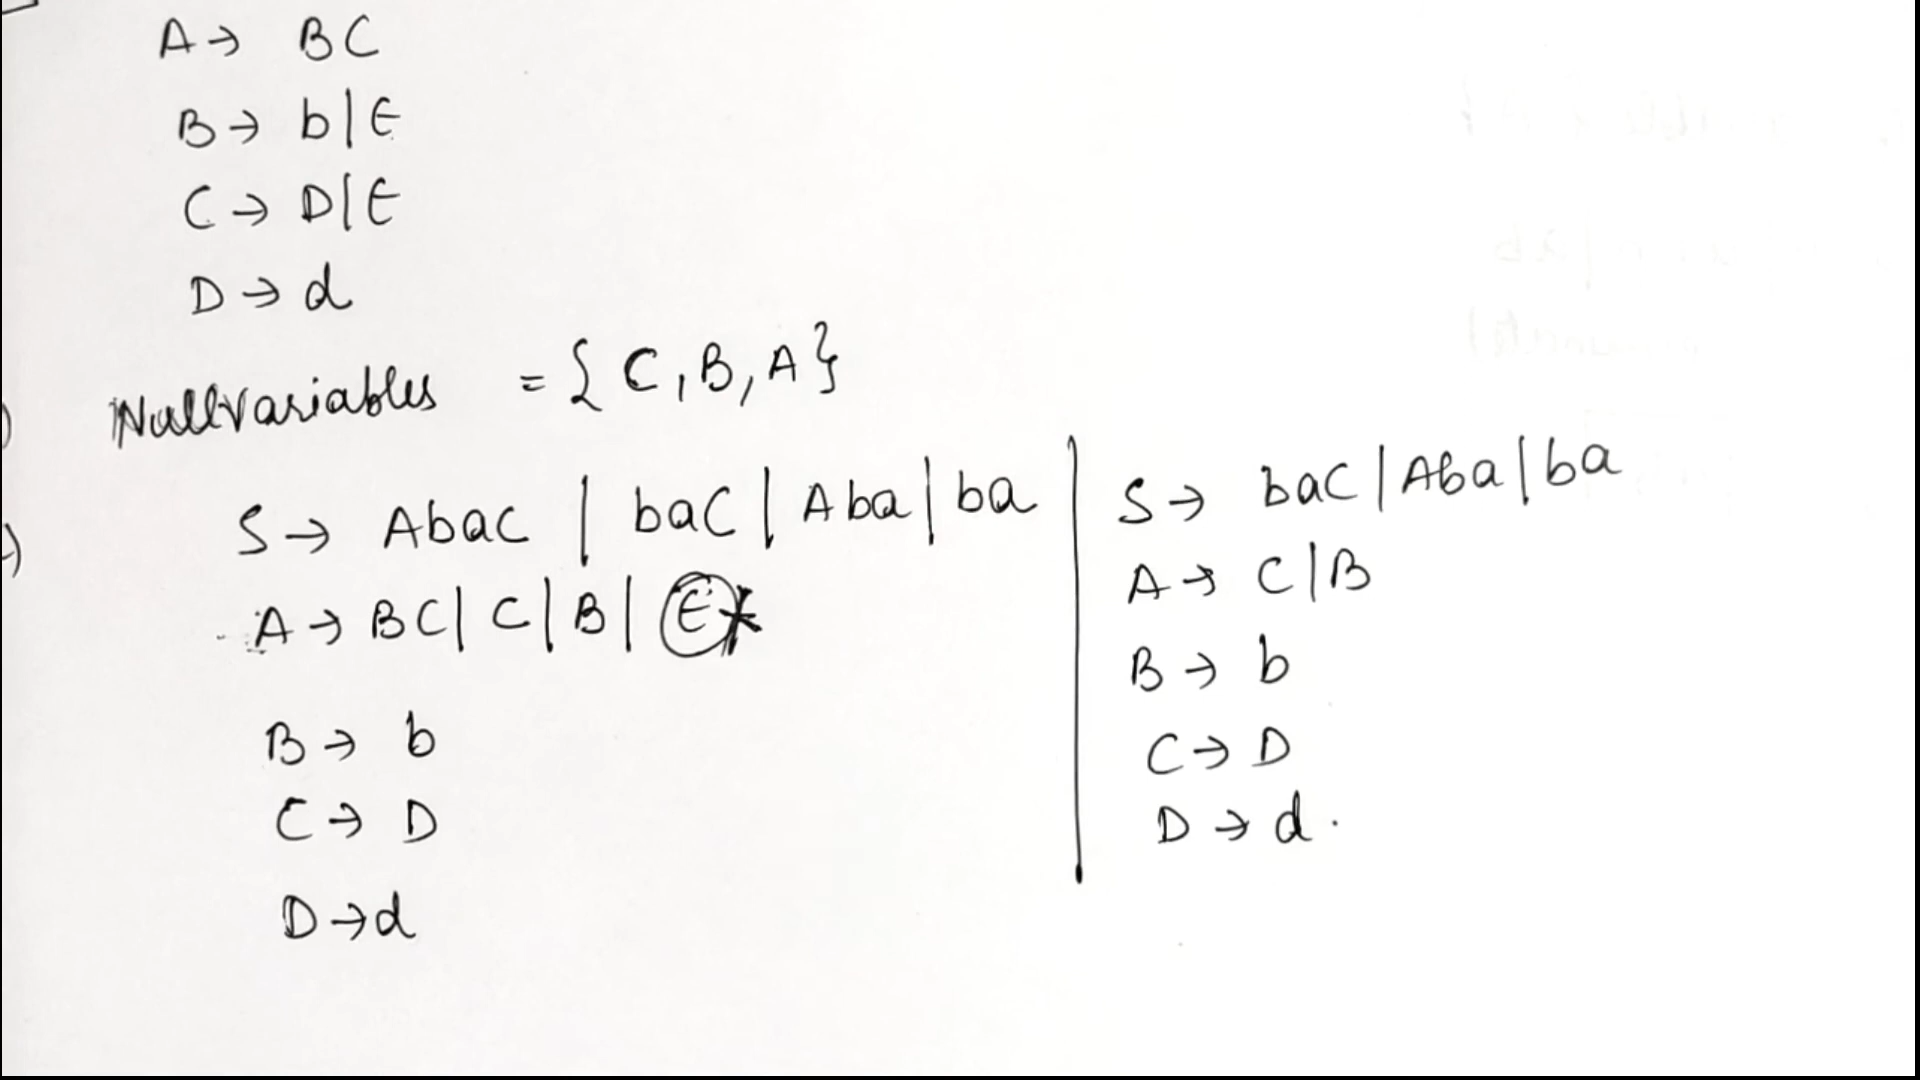 A → BC
B → b | ϵ
C → D | ϵ
D → d
Nullvariables = { C, B, A }
S → AbaC | baC | Aba | ba
A → BC | C | B | ϵ
B → b
C → D
D → d
S → baC | Aba | ba
A → C | B
B → b
C → D
D → d.